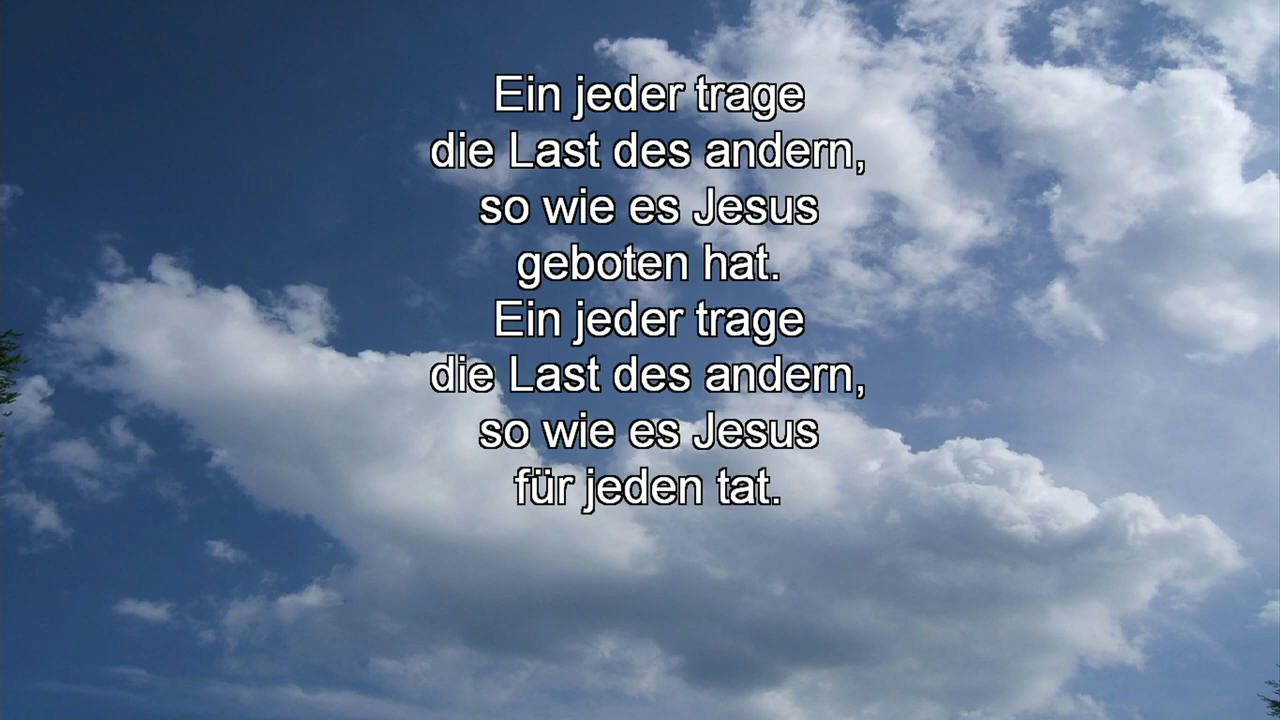 Ein jeder trage
die Last des andern,
so wie es Jesus
geboten hat.
Ein jeder trage
die Last des andern,
so wie es Jesus
für jeden tat.